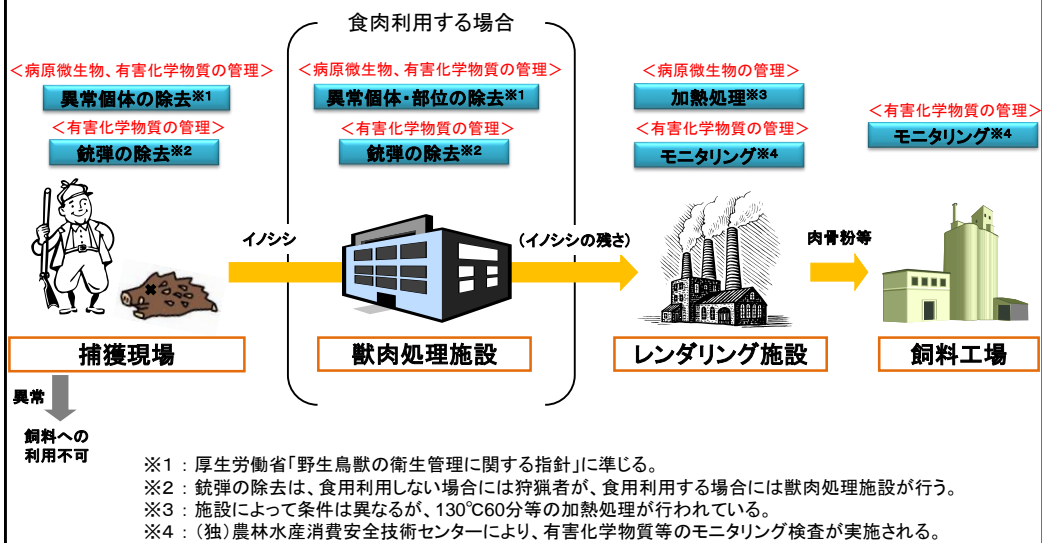 食肉利用する場合
＜病原微生物、有害化学物質の管理＞
異常個体の除去※1
＜有害化学物質の管理＞
銃弾の除去※2
＜病原微生物、有害化学物質の管理＞
異常個体・部位の除去※1
＜有害化学物質の管理＞
銃弾の除去※2
＜病原微生物の管理＞
加熱処理※3
＜有害化学物質の管理＞
モニタリング※4
＜有害化学物質の管理＞
モニタリング※4
イノシシ
（イノシシの残さ）
肉骨粉等
捕獲現場
獣肉処理施設
レンダリング施設
飼料工場
異常
飼料への
利用不可
※1：厚生労働省「野生鳥獣の衛生管理に関する指針」に準じる。
※2：銃弾の除去は、食用利用しない場合には狩猟者が、食用利用する場合には獣肉処理施設が行う。
※3：施設によって条件は異なるが、130℃60分等の加熱処理が行われている。
※4：（独）農林水産消費安全技術センターにより、有害化学物質等のモニタリング検査が実施される。